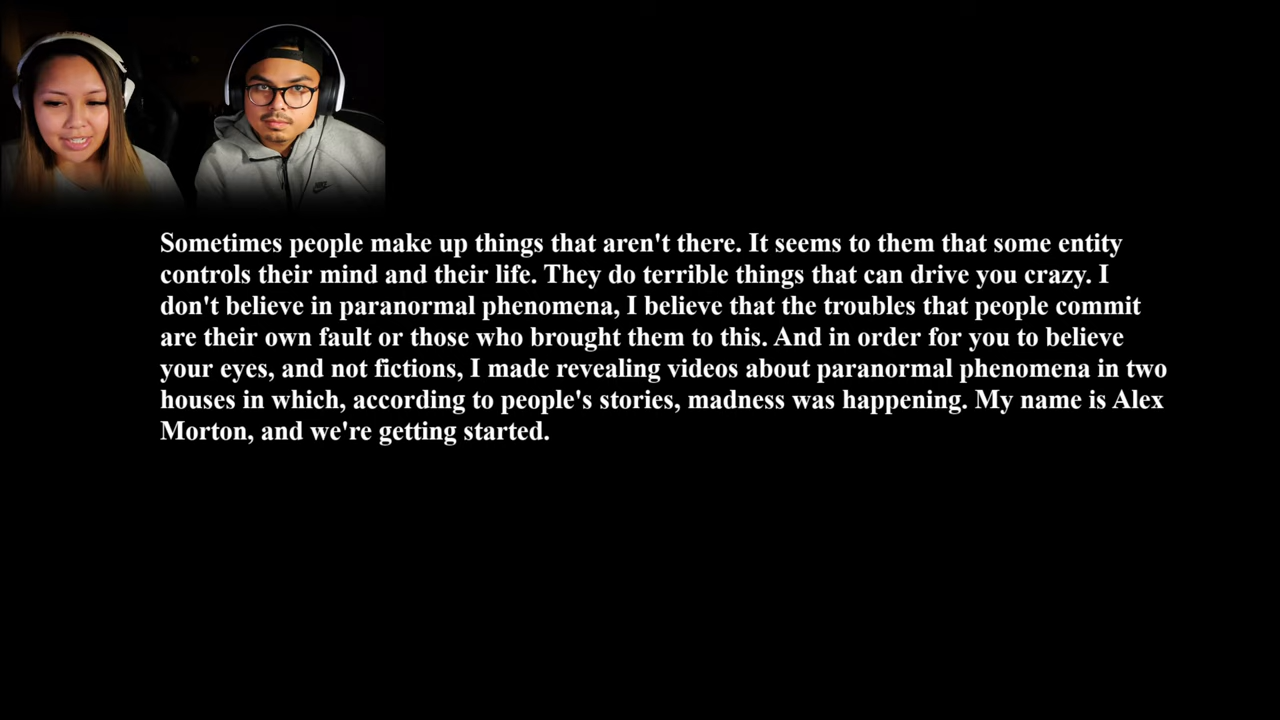 Sometimes people make up things that aren't there. It seems to them that some entity
controls their mind and their life. They do terrible things that can drive you crazy. I
don't believe in paranormal phenomena, I believe that the troubles that people commit
are their own fault or those who brought them to this. And in order for you to believe
your eyes, and not fictions, I made revealing videos about paranormal phenomena in two
houses in which, according to people's stories, madness was happening. My name is Alex
Morton, and we're getting started.